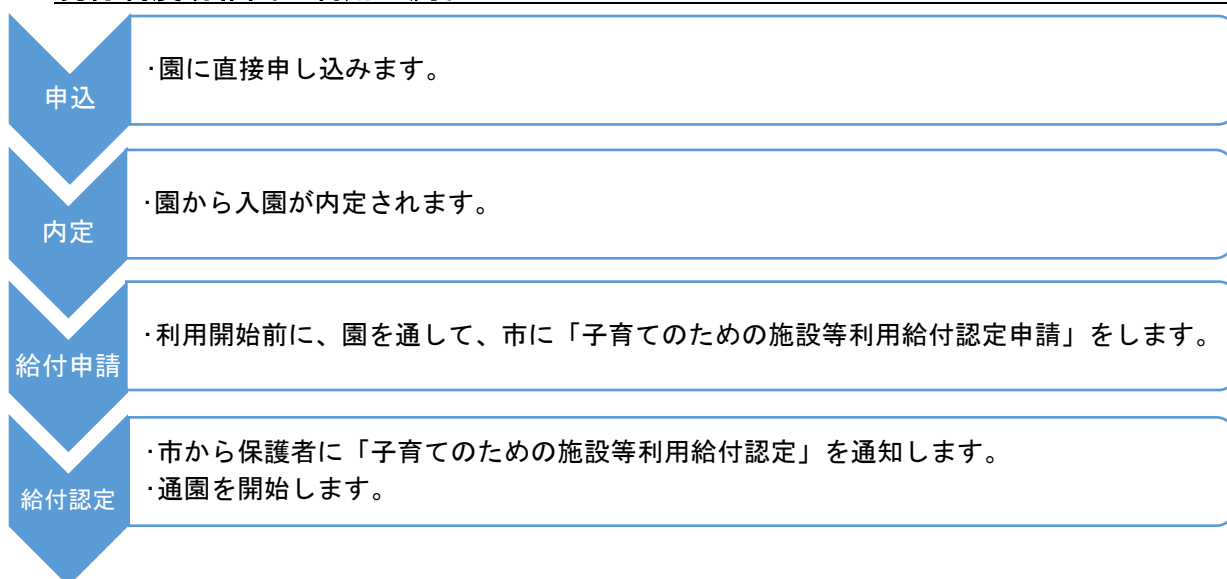 申込
・園に直接申し込みます。
内定
・園から入園が内定されます。
給付申請
・利用開始前に、園を通して、市に「子育てのための施設等利用給付認定申請」をします。
給付認定
・市から保護者に「子育てのための施設等利用給付認定」を通知します。
・通園を開始します。